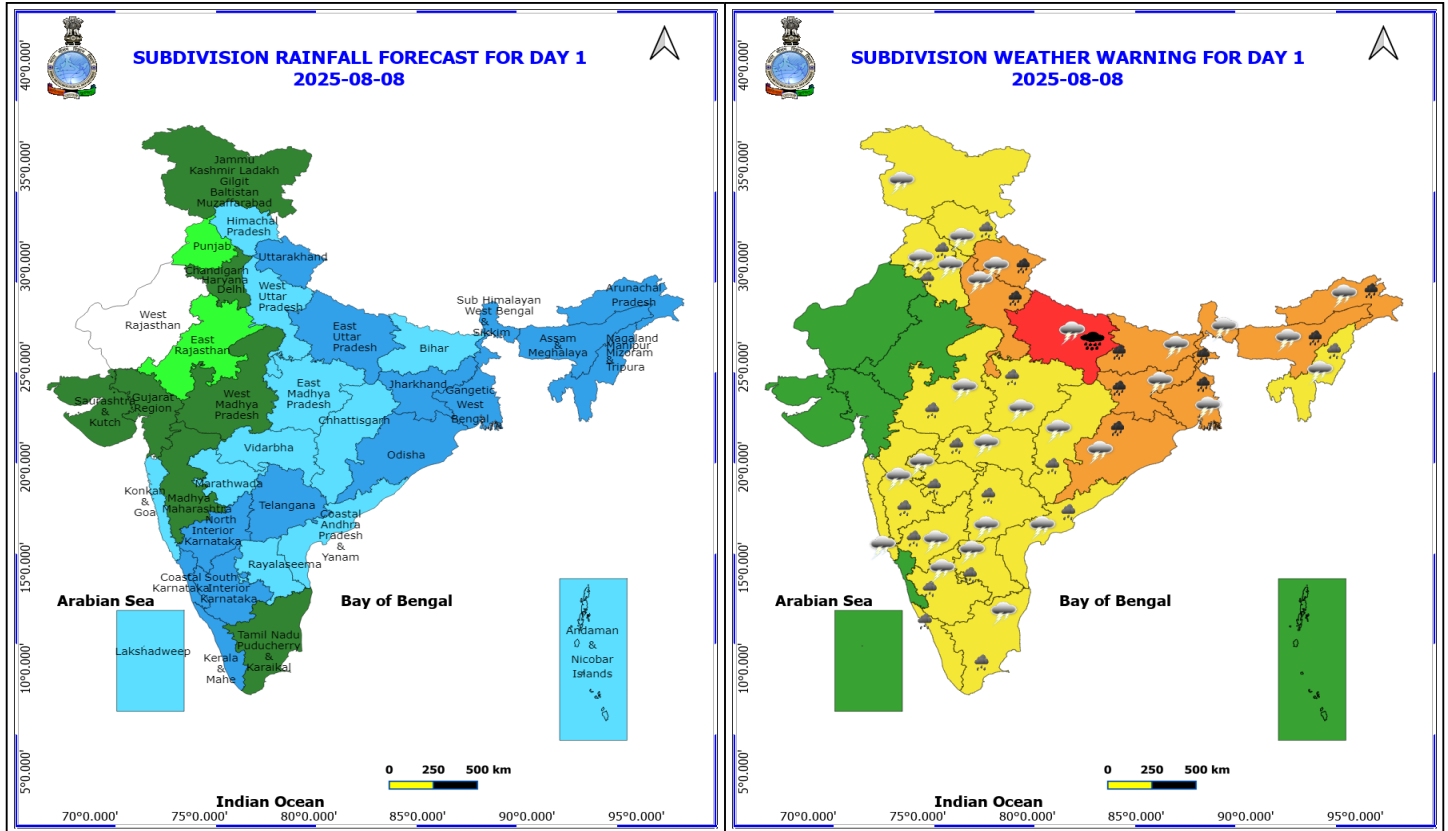 SUBDIVISION RAINFALL FORECAST FOR DAY 1
2025-08-08
40°0.000'
35°0.000'
30°0.000'
25°0.000'
20°0.000'
15°0.000'
10°0.000'
5°0.000'
Jammu
Kashmir Ladakh
Gilgit
Baltistan
Muzaffarabad
Himachal
Pradesh
Punjab
Uttarakhand
Chandigarh
Haryana
Delhi
West
Uttar
Pradesh
Arunachal
Pradesh
Sub Himalayan
West Bengal
&
Sikkim
West
Rajasthan
East
Uttar
Pradesh
East
Rajasthan
Bihar
Assam
&
Meghalaya
Nagaland
Manipur
Mizoram
&
Tripura
Saurashtra
&
Kutch
Gujarat
Region
West
Madhya
Pradesh
East
Madhya
Pradesh
Jharkhand
Gangetic
West
Bengal
Chhattisgarh
Vidarbha
Odisha
Konkan
&
Goa
Marathwada
Madhya
Maharashtra
Telangana
North
Interior
Karnataka
Coastal
Andhra
Pradesh
&
Yanam
Rayalaseema
Coastal
Karnataka
South
Interior
Karnataka
Arabian Sea
Bay of Bengal
Lakshadweep
Tamil Nadu
Puducherry
&
Karaikal
Kerala
&
Mahe
Andaman
&
Nicobar
Islands
0 250 500 km
Indian Ocean
70°0.000' 75°0.000' 80°0.000' 85°0.000' 90°0.000' 95°0.000'
SUBDIVISION WEATHER WARNING FOR DAY 1
2025-08-08
40°0.000'
35°0.000'
30°0.000'
25°0.000'
20°0.000'
15°0.000'
10°0.000'
5°0.000'
Arabian Sea
Bay of Bengal
0 250 500 km
Indian Ocean
70°0.000' 75°0.000' 80°0.000' 85°0.000' 90°0.000' 95°0.000'